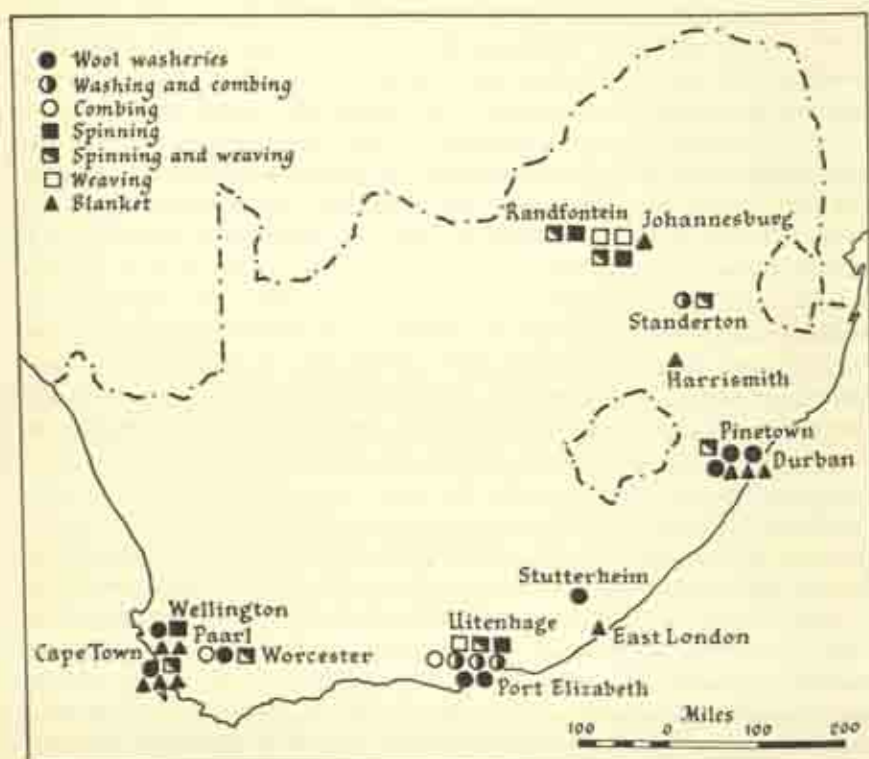 Wool washeries
Washing and combing
Combing
Spinning
Spinning and weaving
Weaving
Blanket
Randfontein
Johannesburg
Standerton
Harrismith
Pinetown
Durban
Stutterheim
Wellington
Uitenhage
Paarl
East London
Cape Town
Worcester
Port Elizabeth
Miles
100 0 100 200